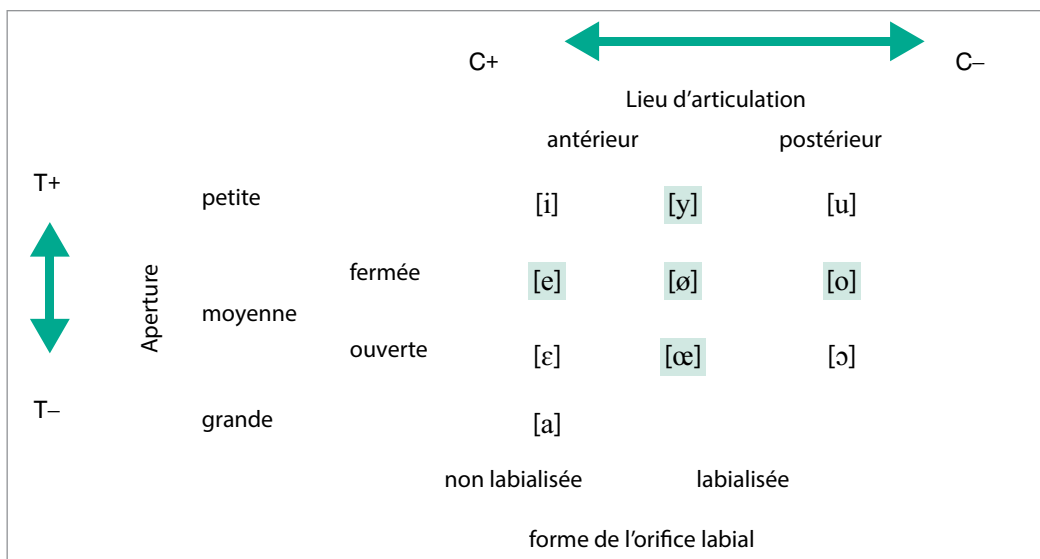 C+ C–
Lieu d’articulation
antérieur postérieur
T+
petite [i] [y] [u]
fermée [e] [ø] [o]
Aperture
moyenne
ouverte [ɛ] [œ] [ɔ]
T–
grande [a]
non labialisée labialisée
forme de l’orifice labial